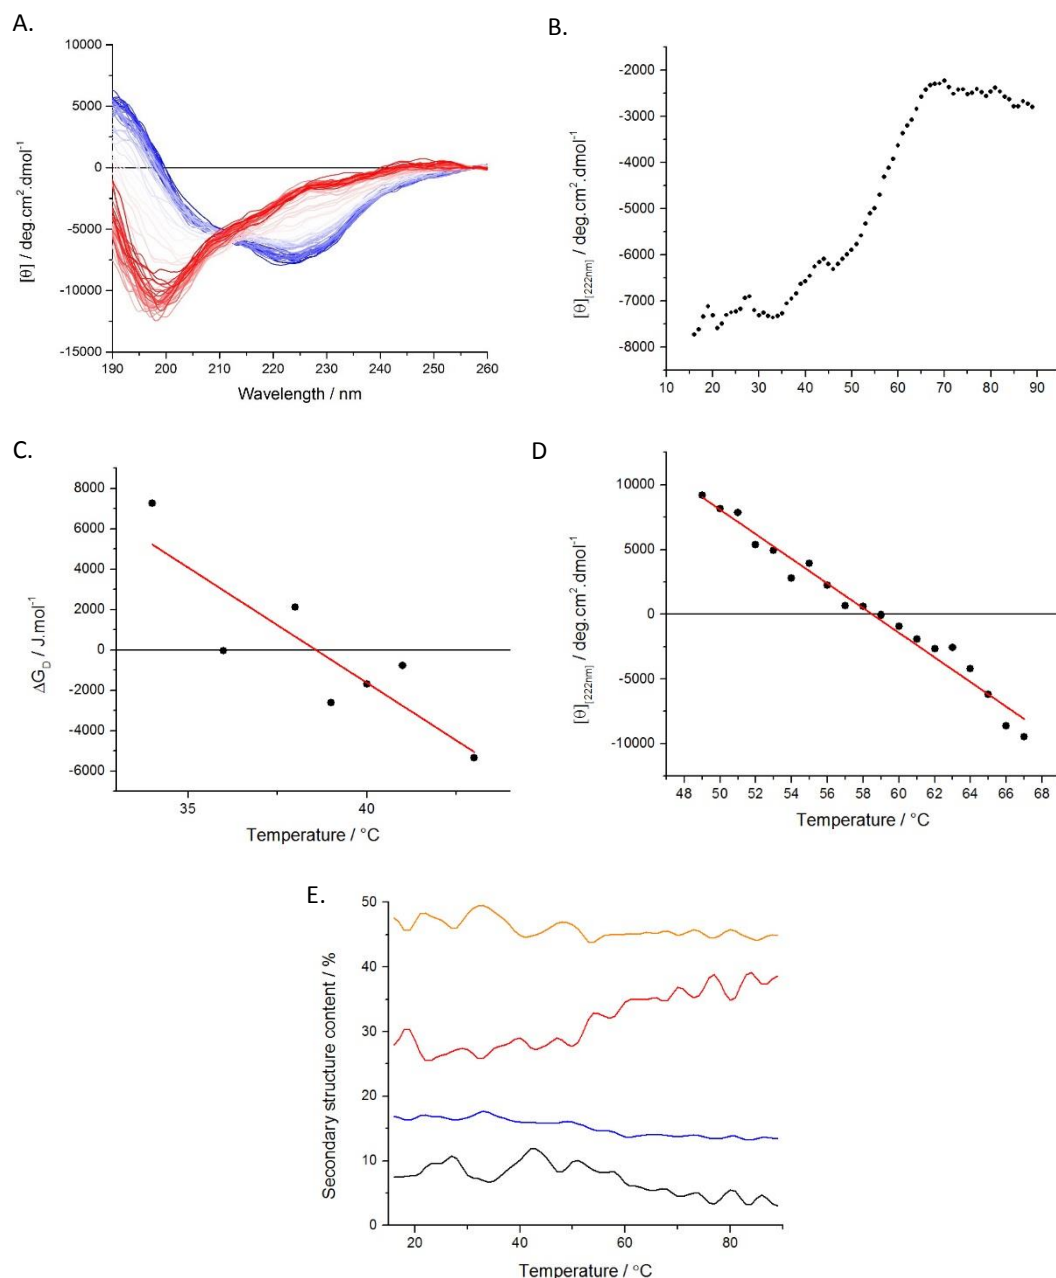 A.
10000
5000
0
-5000
-10000
-15000
190 200 210 220 230 240 250 260
[θ] / deg.cm².dmol⁻¹
Wavelength / nm
B.
-2000
-3000
-4000
-5000
-6000
-7000
-8000
10 20 30 40 50 60 70 80 90
[θ][222nm] / deg.cm².dmol⁻¹
C.
8000
6000
4000
2000
0
-2000
-4000
-6000
35 40
ΔG_D / J.mol⁻¹
Temperature / °C
D
10000
5000
0
-5000
-10000
48 50 52 54 56 58 60 62 64 66 68
[θ][222nm] / deg.cm².dmol⁻¹
Temperature / °C
E.
50
40
30
20
10
0
20 40 60 80
Secondary structure content / %
Temperature / °C